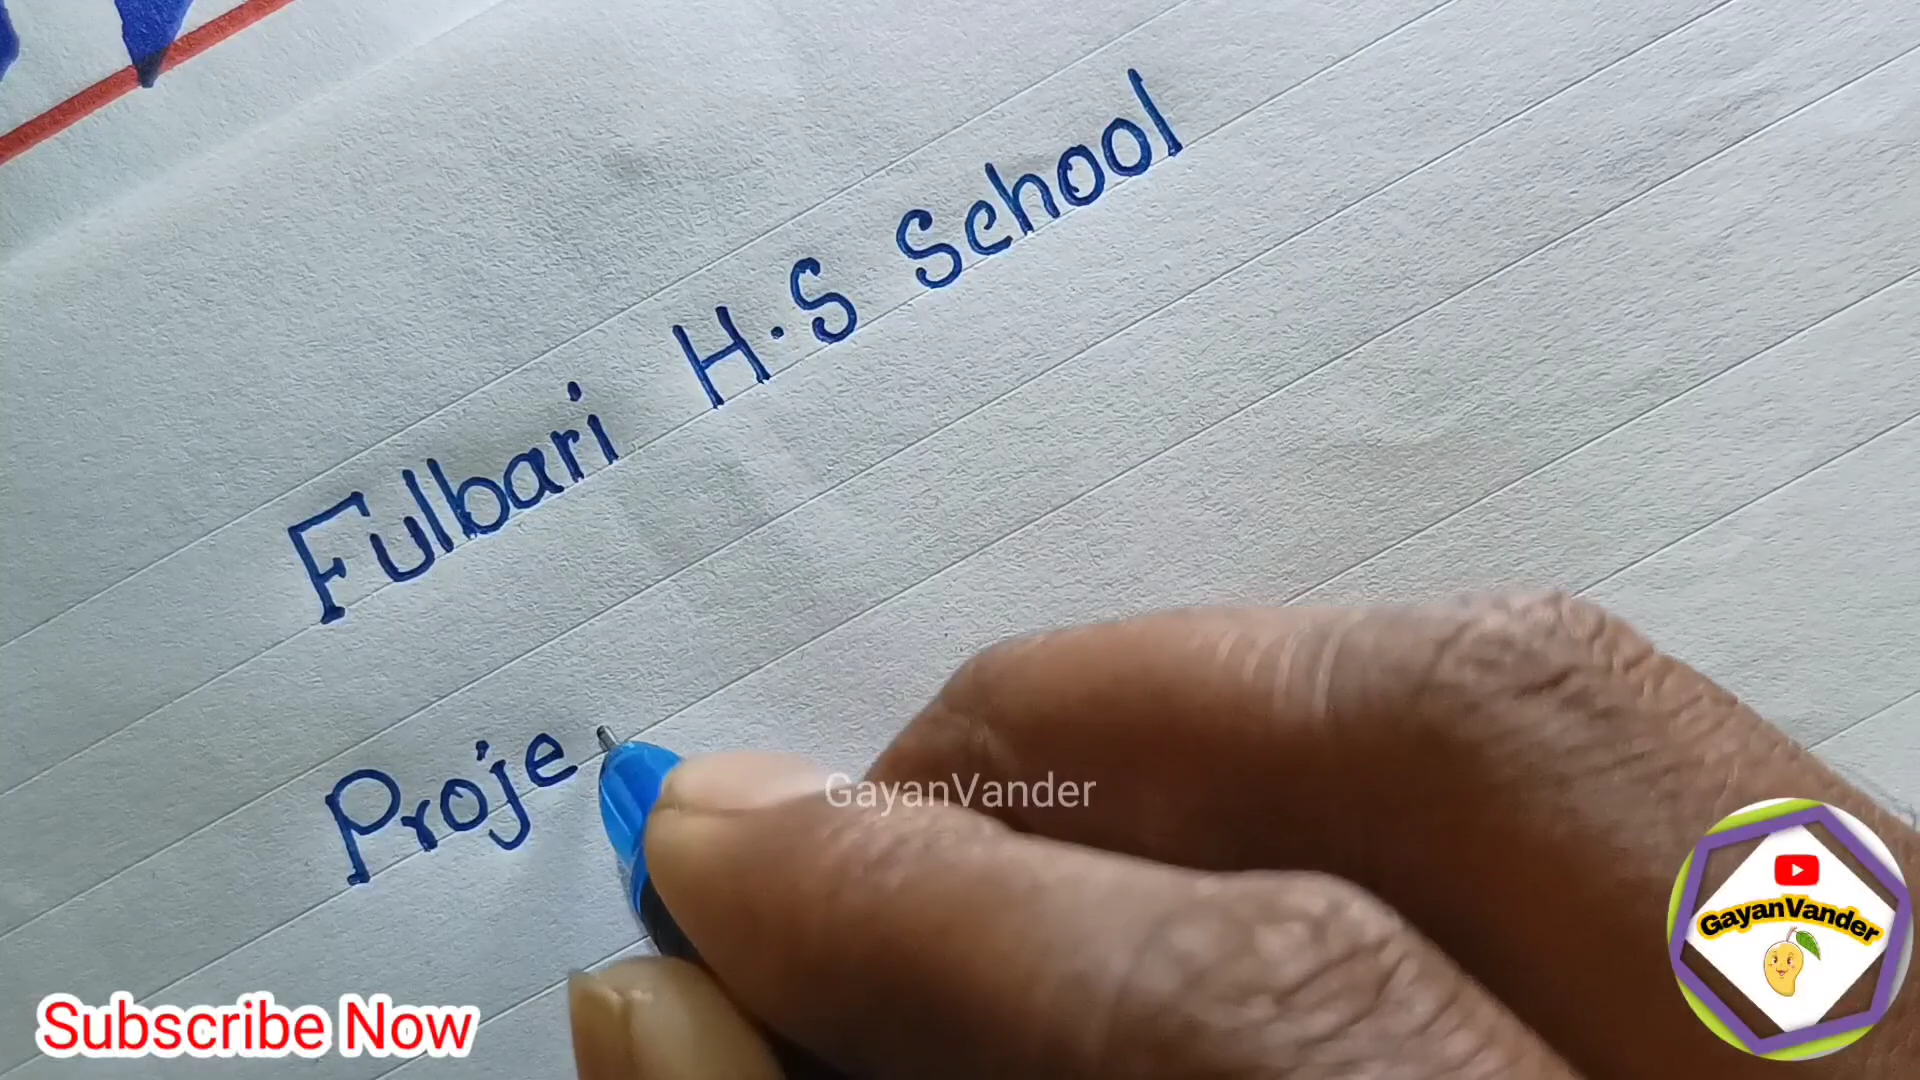 Fulbari H.S School
Proje
GayanVander
GayanVander
Subscribe Now